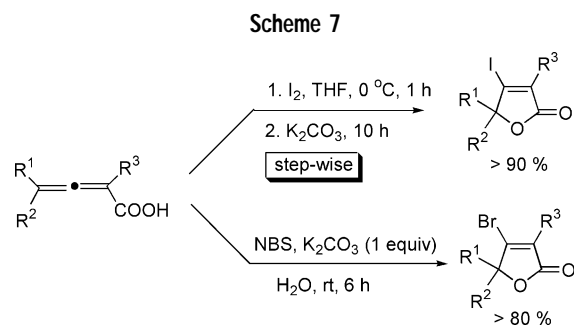 Scheme 7
R¹
R²
R³
COOH
1. I₂, THF, 0 °C, 1 h
2. K₂CO₃, 10 h
step-wise
I
R³
R¹
R²
O
O
> 90 %
NBS, K₂CO₃ (1 equiv)
H₂O, rt, 6 h
Br
R³
R¹
R²
O
O
> 80 %